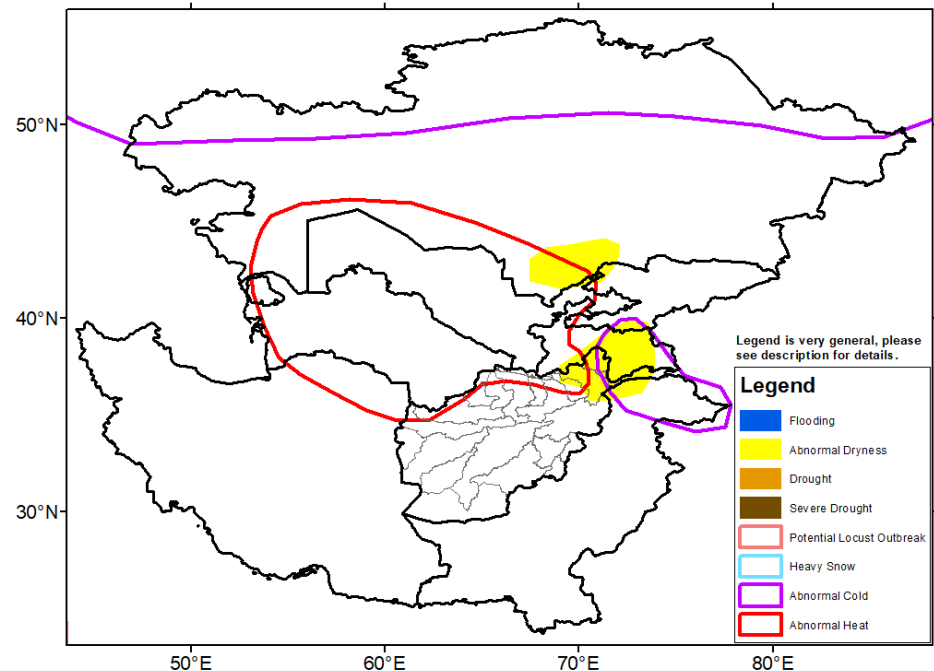 50°N
40°N
30°N
Legend is very general, please
see description for details.
Legend
Flooding
Abnormal Dryness
Drought
Severe Drought
Potential Locust Outbreak
Heavy Snow
Abnormal Cold
Abnormal Heat
50°E
60°E
70°E
80°E